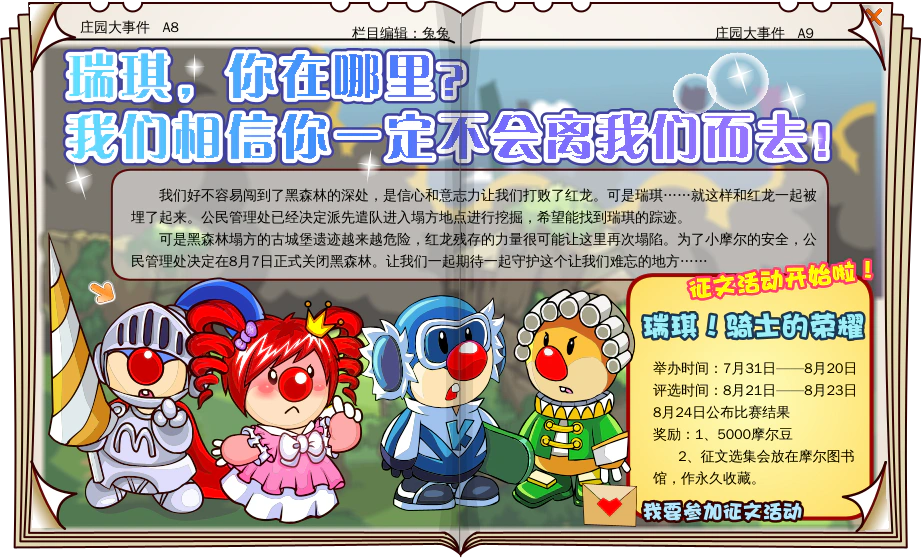 庄园大事件 A8
栏目编辑：兔兔
庄园大事件 A9
瑞琪，你在哪里?
我们相信你一定不会离我们而去!
我们好不容易闯到了黑森林的深处，是信心和意志力让我们打败了红龙。可是瑞琪……就这样和红龙一起被
埋了起来。公民管理处已经决定派先遣队进入塌方地点进行挖掘，希望能找到瑞琪的踪迹。
可是黑森林塌方的古城堡遗迹越来越危险，红龙残存的力量很可能让这里再次塌陷。为了小摩尔的安全，公
民管理处决定在8月7日正式关闭黑森林。让我们一起期待一起守护这个让我们难忘的地方……
征文活动开始啦！
瑞琪！骑士的荣耀
举办时间：7月31日——8月20日
评选时间：8月21日——8月23日
8月24日公布比赛结果
奖励：1、5000摩尔豆
2、征文选集会放在摩尔图书
馆，作永久收藏。
我要参加征文活动
M
K